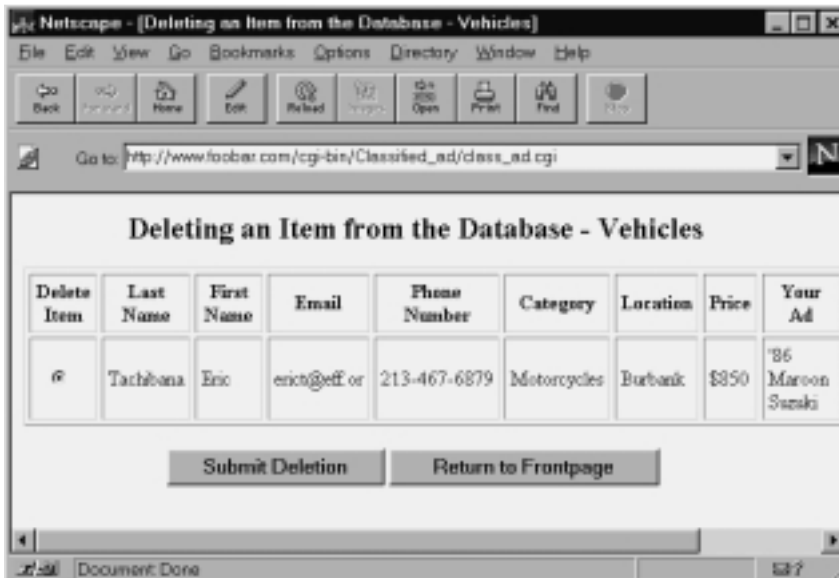 Netscape - [Deleting an Item from the Database - Vehicles]
File Edit View Go Bookmarks Options Directory Window Help
Back Forward Home Edit Reload Images Open Print Find Stop
Go to: http://www.foobar.com/cgi-bin/Classified_ad/class_ad.cgi
N
Deleting an Item from the Database - Vehicles
Delete Item Last Name First Name Email Phone Number Category Location Price Your Ad
Tachibana Eric erict@eff.or 213-467-6879 Motorcycles Burbank $850 '86 Maroon Suzuki
Submit Deletion Return to Frontpage
Document: Done